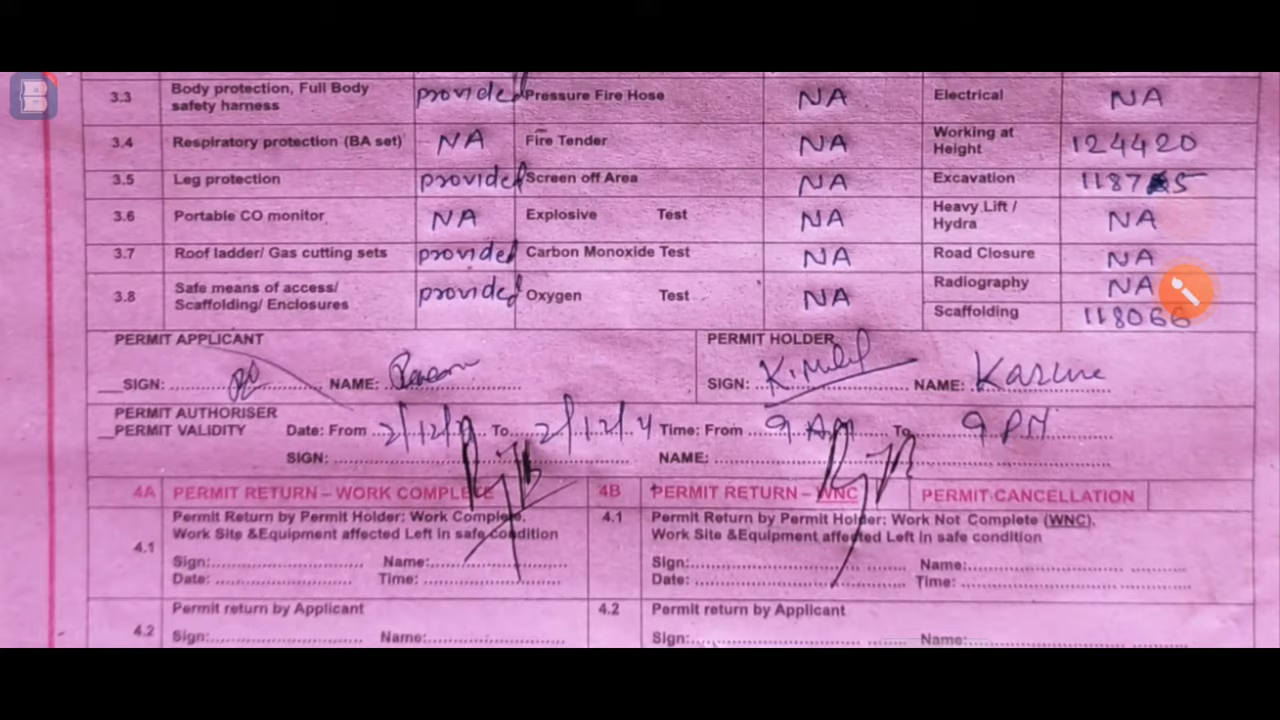 3.3 Body protection, Full Body safety harness provided Pressure Fire Hose NA Electrical NA
3.4 Respiratory protection (BA set) NA Fire Tender NA Working at Height 124420
3.5 Leg protection provided Screen off Area NA Excavation
3.6 Portable CO monitor NA Explosive Test NA Heavy Lift / Hydra NA
3.7 Roof ladder/ Gas cutting sets provided Carbon Monoxide Test NA Road Closure NA
3.8 Safe means of access/ Scaffolding/ Enclosures provided Oxygen Test NA Radiography NA
Scaffolding 118066
PERMIT APPLICANT PERMIT HOLDER
SIGN: NAME: SIGN: NAME:
PERMIT AUTHORISER
PERMIT VALIDITY Date: From To 2/12/4 Time: From 9 AM To 9 PM
SIGN: NAME:
4A PERMIT RETURN – WORK COMPLETE 4B PERMIT RETURN – WNC PERMIT CANCELLATION
4.1 Permit Return by Permit Holder: Work Complete. 4.1 Permit Return by Permit Holder: Work Not Complete (WNC).
Work Site &Equipment affected Left in safe condition Work Site &Equipment affected Left in safe condition
Sign: Name: Sign: Name:
Date: Time: Date: Time:
4.2 Permit return by Applicant 4.2 Permit return by Applicant
Sign: Name: Sign: Name: